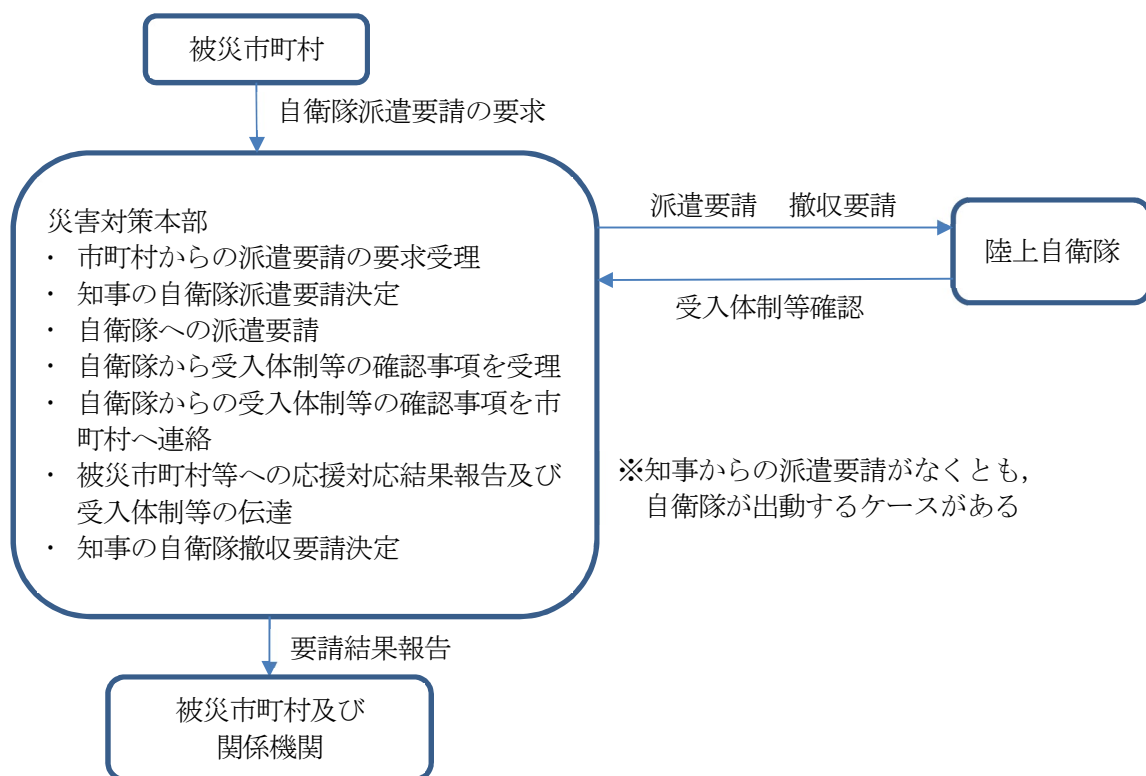 被災市町村
自衛隊派遣要請の要求
災害対策本部
・ 市町村からの派遣要請の要求受理
・ 知事の自衛隊派遣要請決定
・ 自衛隊への派遣要請
・ 自衛隊から受入体制等の確認事項を受理
・ 自衛隊からの受入体制等の確認事項を市
町村へ連絡
・ 被災市町村等への応援対応結果報告及び
受入体制等の伝達
・ 知事の自衛隊撤収要請決定
派遣要請 撤収要請
陸上自衛隊
受入体制等確認
※知事からの派遣要請がなくとも,
自衛隊が出動するケースがある
要請結果報告
被災市町村及び
関係機関